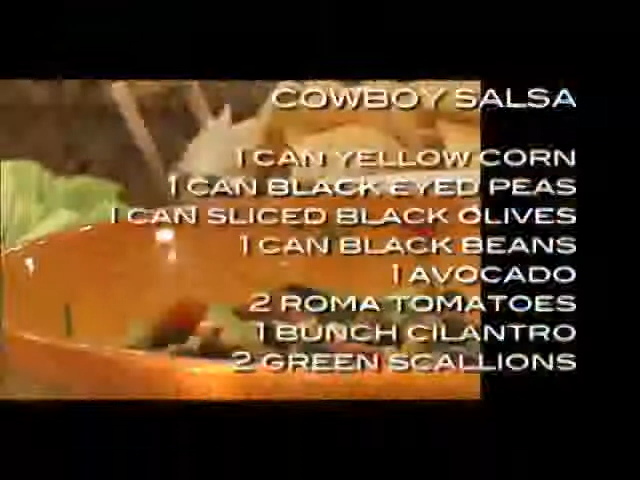 COWBOY SALSA
1 CAN YELLOW CORN
1 CAN BLACK EYED PEAS
1 CAN SLICED BLACK OLIVES
1 CAN BLACK BEANS
1 AVOCADO
2 ROMA TOMATOES
1 BUNCH CILANTRO
2 GREEN SCALLIONS